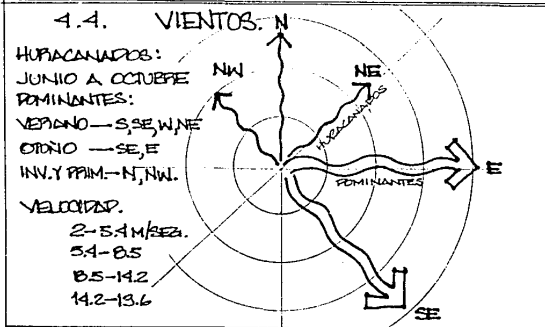 4.4. VIENTOS.
HURACANADOS:
JUNIO A OCTUBRE
DOMINANTES:
VERANO — S,SE,W,NE
OTOÑO — SE,E
INV.Y PRIM—N,NW.
VELOCIDAD.
2-5.4 M/SEG.
5.4-8.5
8.5-14.2
14.2-13.6
N
NW
NE
HURACANADOS
E
DOMINANTES
SE